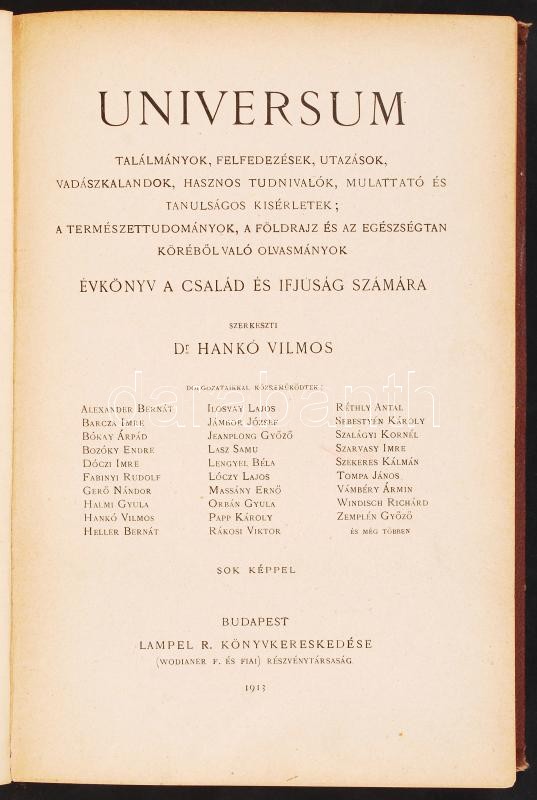 UNIVERSUM
TALÁLMÁNYOK, FELFEDEZÉSEK, UTAZÁSOK,
VADÁSZKALANDOK, HASZNOS TUDNIVALÓK, MULATTATÓ ÉS
TANULSÁGOS KISÉRLETEK;
A TERMÉSZETTUDOMÁNYOK, A FÖLDRAJZ ÉS AZ EGÉSZSÉGTAN
KÖRÉBŐL VALÓ OLVASMÁNYOK
ÉVKÖNYV A CSALÁD ÉS IFJUSÁG SZÁMÁRA
SZERKESZTI
Dr HANKÓ VILMOS
DOLGOZATAIKKAL KÖZREMŰKÖDTEK:
ALEXANDER BERNÁT
BARCZA IMRE
BÓKAY ÁRPÁD
BOZÓKY ENDRE
DÓCZI IMRE
FABINYI RUDOLF
GERŐ NÁNDOR
HALMI GYULA
HANKÓ VILMOS
HELLER BERNÁT
ILOSVAY LAJOS
JÁMBOR JÓZSEF
JEANPLONG GYŐZŐ
LASZ SAMU
LENGYEL BÉLA
LÓCZY LAJOS
MASSÁNY ERNŐ
ORBÁN GYULA
PAPP KÁROLY
RÁKOSI VIKTOR
RÉTHLY ANTAL
SEBESTYÉN KÁROLY
SZALÁGYI KORNÉL
SZARVASY IMRE
SZEKERES KÁLMÁN
TOMPA JÁNOS
VÁMBÉRY ÁRMIN
WINDISCH RICHÁRD
ZEMPLÉN GYŐZŐ
ÉS MÉG TÖBBEN
SOK KÉPPEL
BUDAPEST
LAMPEL R. KÖNYVKERESKEDÉSE
(WODIANER F. ÉS FIAI) RÉSZVÉNYTÁRSASÁG.
1913
darabanth